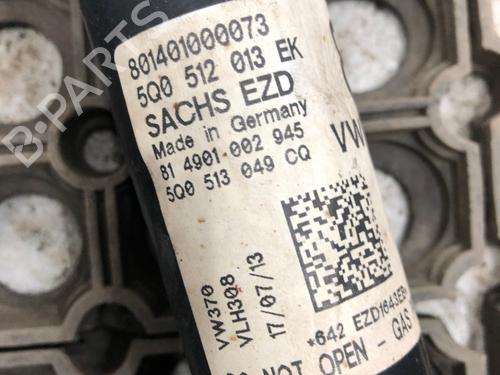 801401000073
5Q0 512 013 EK
SACHS EZD
Made in Germany
81 4901 002 945
5Q0 513 049 CQ
VW
VW370
VLH308
17/07/13
*642 EZD1643E
NOT OPEN - GAS
B-PARTS